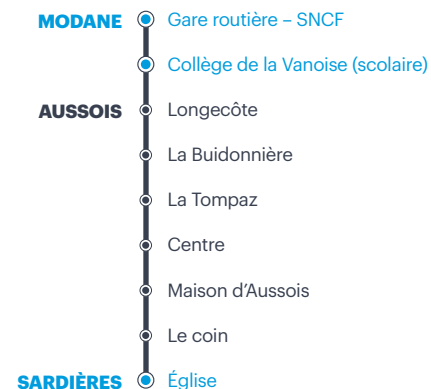 MODANE Gare routière – SNCF
Collège de la Vanoise (scolaire)
AUSSOIS Longecôte
La Buidonnière
La Tompaz
Centre
Maison d'Aussois
Le coin
SARDIÈRES Église